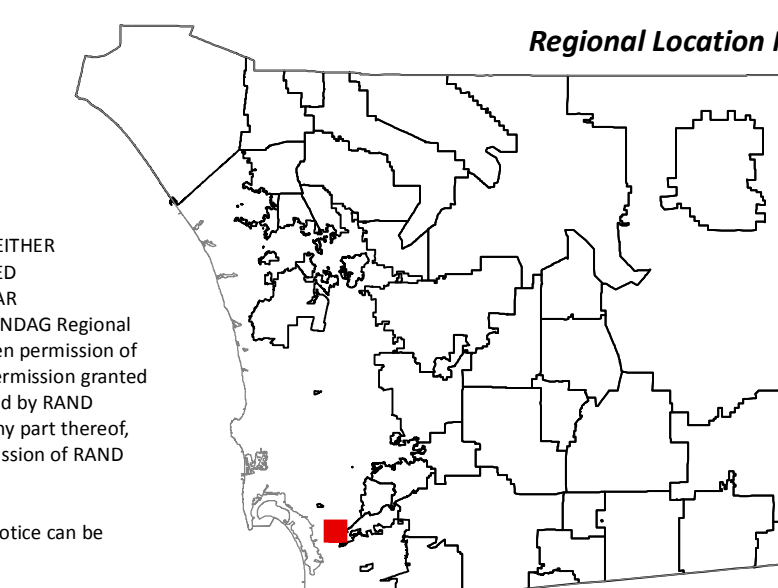 Regional Location
EITHER
ED
AR
NDAG Regional
en permission of
ermission granted
d by RAND
ny part thereof,
ssion of RAND
otice can be